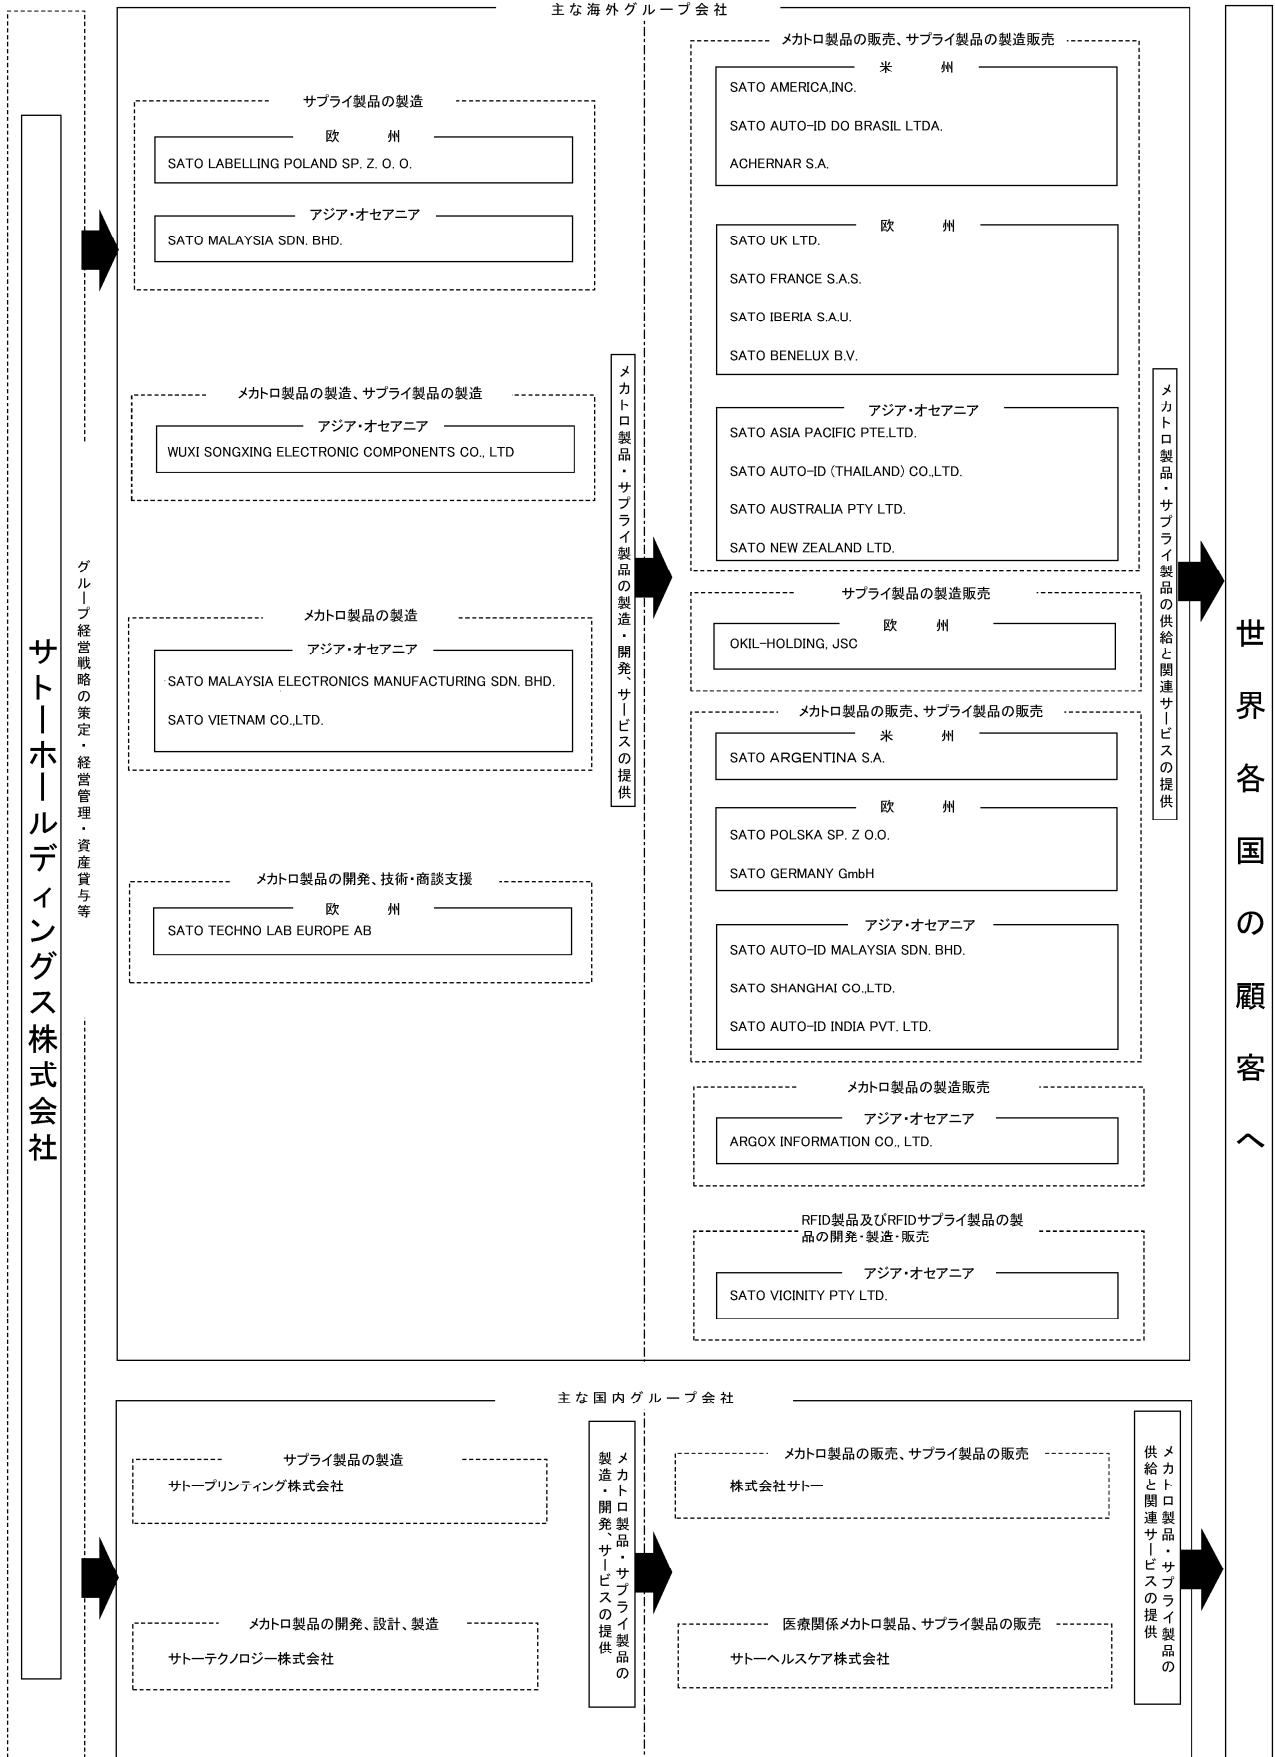 サトーホールディングス株式会社
グループ経営戦略の策定・経営管理・資産貸与等
主な海外グループ会社
サプライ製品の製造
欧　州
SATO LABELLING POLAND SP. Z. O. O.
アジア・オセアニア
SATO MALAYSIA SDN. BHD.
メカトロ製品の製造、サプライ製品の製造
アジア・オセアニア
WUXI SONGXING ELECTRONIC COMPONENTS CO., LTD
メカトロ製品の製造
アジア・オセアニア
SATO MALAYSIA ELECTRONICS MANUFACTURING SDN. BHD.
SATO VIETNAM CO.,LTD.
メカトロ製品の開発、技術・商談支援
欧　州
SATO TECHNO LAB EUROPE AB
メカトロ製品・サプライ製品の製造・開発、サービスの提供
メカトロ製品の販売、サプライ製品の製造販売
米　州
SATO AMERICA,INC.
SATO AUTO-ID DO BRASIL LTDA.
ACHERNAR S.A.
欧　州
SATO UK LTD.
SATO FRANCE S.A.S.
SATO IBERIA S.A.U.
SATO BENELUX B.V.
アジア・オセアニア
SATO ASIA PACIFIC PTE.LTD.
SATO AUTO-ID (THAILAND) CO.,LTD.
SATO AUSTRALIA PTY LTD.
SATO NEW ZEALAND LTD.
サプライ製品の製造販売
欧　州
OKIL-HOLDING, JSC
メカトロ製品の販売、サプライ製品の販売
米　州
SATO ARGENTINA S.A.
欧　州
SATO POLSKA SP. Z O.O.
SATO GERMANY GmbH
アジア・オセアニア
SATO AUTO-ID MALAYSIA SDN. BHD.
SATO SHANGHAI CO.,LTD.
SATO AUTO-ID INDIA PVT. LTD.
メカトロ製品の製造販売
アジア・オセアニア
ARGOX INFORMATION CO., LTD.
RFID製品及びRFIDサプライ製品の製
品の開発・製造・販売
アジア・オセアニア
SATO VICINITY PTY LTD.
メカトロ製品・サプライ製品の供給と関連サービスの提供
主な国内グループ会社
サプライ製品の製造
サトープリンティング株式会社
メカトロ製品の開発、設計、製造
サトーテクノロジー株式会社
メカトロ製品・サプライ製品の
製造・開発、サービスの提供
メカトロ製品の販売、サプライ製品の販売
株式会社サトー
医療関係メカトロ製品、サプライ製品の販売
サトーヘルスケア株式会社
メカトロ製品・サプライ製品の
供給と関連サービスの提供
世界各国の顧客へ